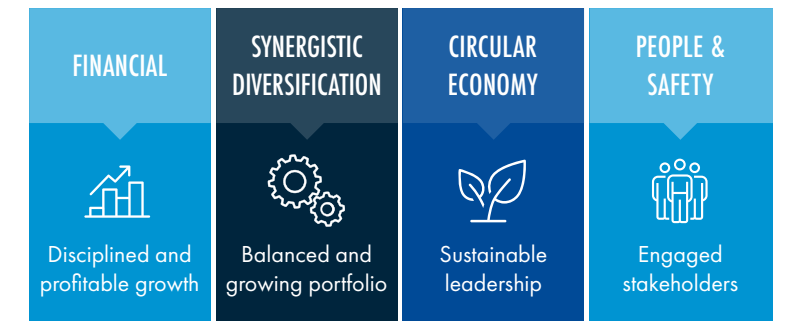 FINANCIAL
Disciplined and
profitable growth
SYNERGISTIC
DIVERSIFICATION
Balanced and
growing portfolio
CIRCULAR
ECONOMY
Sustainable
leadership
PEOPLE &
SAFETY
Engaged
stakeholders